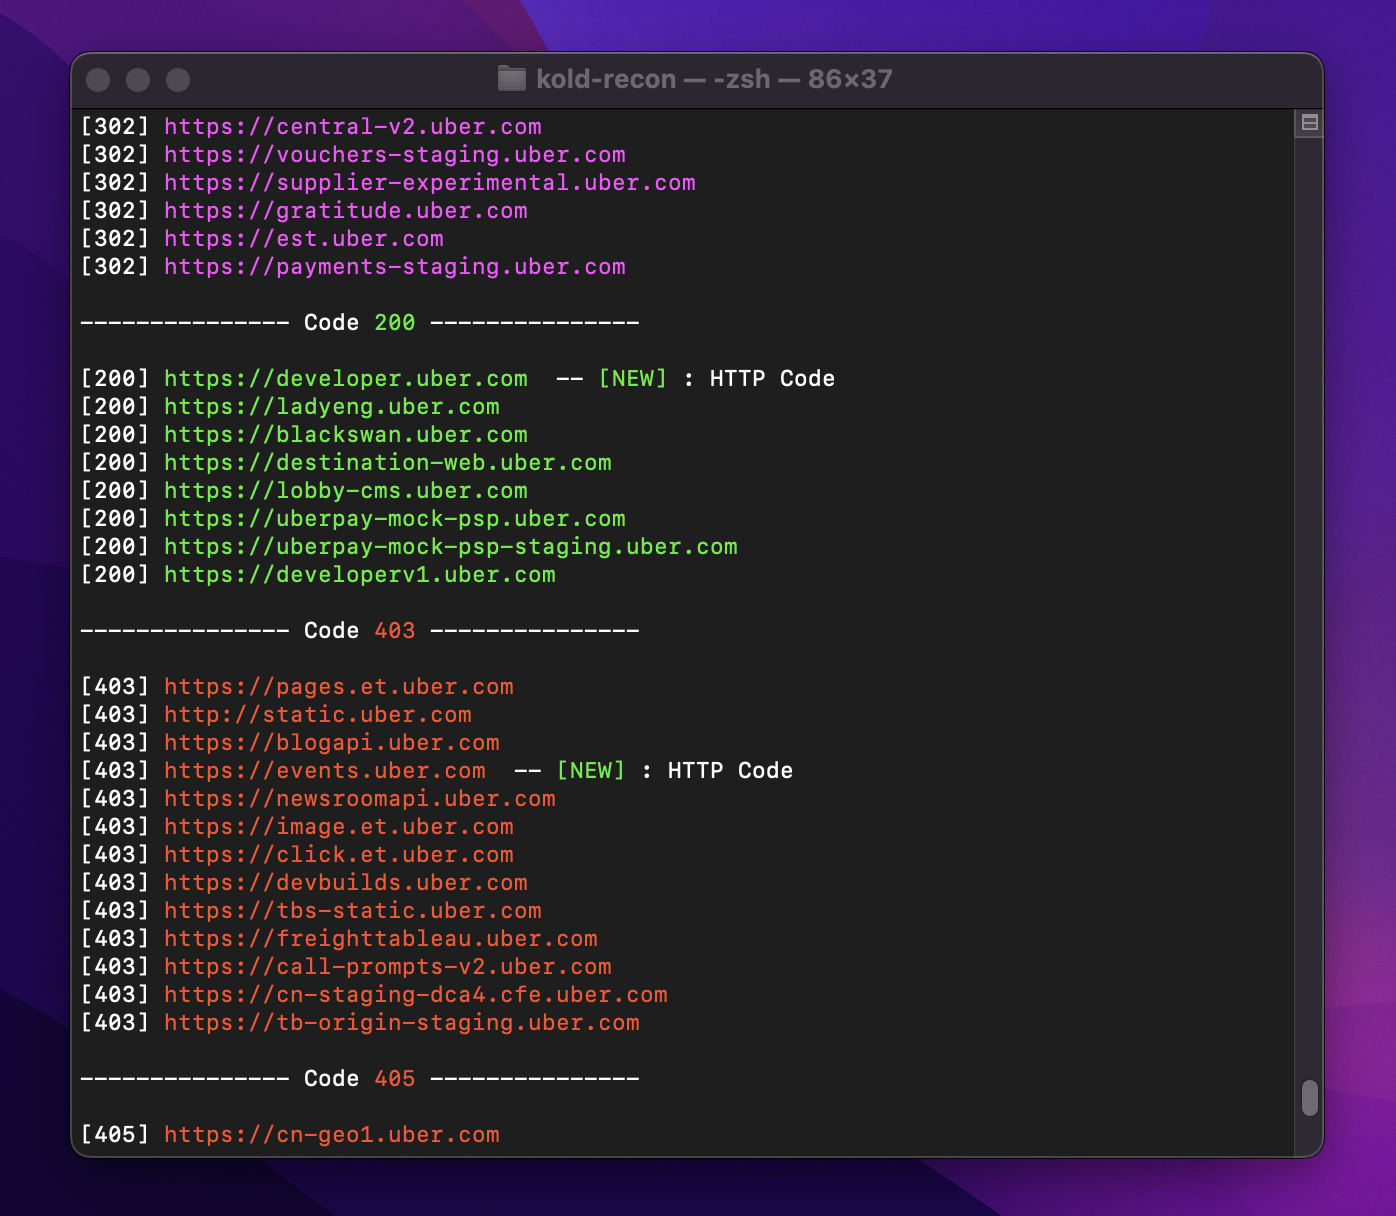 kold-recon — -zsh — 86×37
[302] https://central-v2.uber.com
[302] https://vouchers-staging.uber.com
[302] https://supplier-experimental.uber.com
[302] https://gratitude.uber.com
[302] https://est.uber.com
[302] https://payments-staging.uber.com
--------------- Code 200 ---------------
[200] https://developer.uber.com  -- [NEW] : HTTP Code
[200] https://ladyeng.uber.com
[200] https://blackswan.uber.com
[200] https://destination-web.uber.com
[200] https://lobby-cms.uber.com
[200] https://uberpay-mock-psp.uber.com
[200] https://uberpay-mock-psp-staging.uber.com
[200] https://developerv1.uber.com
--------------- Code 403 ---------------
[403] https://pages.et.uber.com
[403] http://static.uber.com
[403] https://blogapi.uber.com
[403] https://events.uber.com  -- [NEW] : HTTP Code
[403] https://newsroomapi.uber.com
[403] https://image.et.uber.com
[403] https://click.et.uber.com
[403] https://devbuilds.uber.com
[403] https://tbs-static.uber.com
[403] https://freighttableau.uber.com
[403] https://call-prompts-v2.uber.com
[403] https://cn-staging-dca4.cfe.uber.com
[403] https://tb-origin-staging.uber.com
--------------- Code 405 ---------------
[405] https://cn-geo1.uber.com